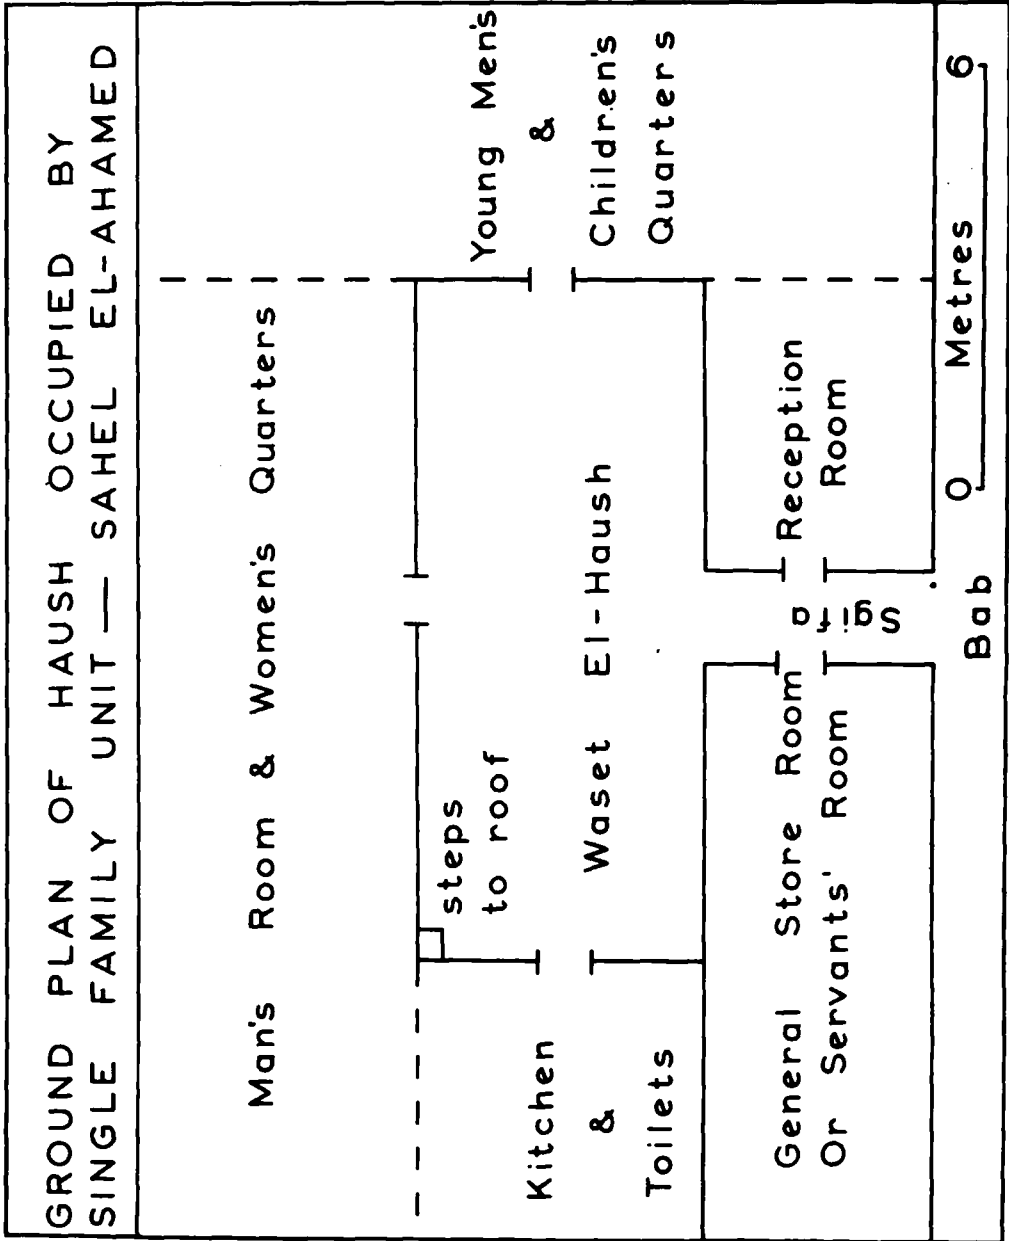 GROUND PLAN OF HAUSH OCCUPIED BY
SINGLE FAMILY UNIT — SAHEL EL-AHAMED
Man's Room & Women's Quarters
steps
to roof
Young Men's
&
Children's
Quarters
Kitchen
&
Toilets
Waset El-Haush
General Store Room
Or Servants' Room
Sgifa
Reception
Room
Bab
0 Metres 6